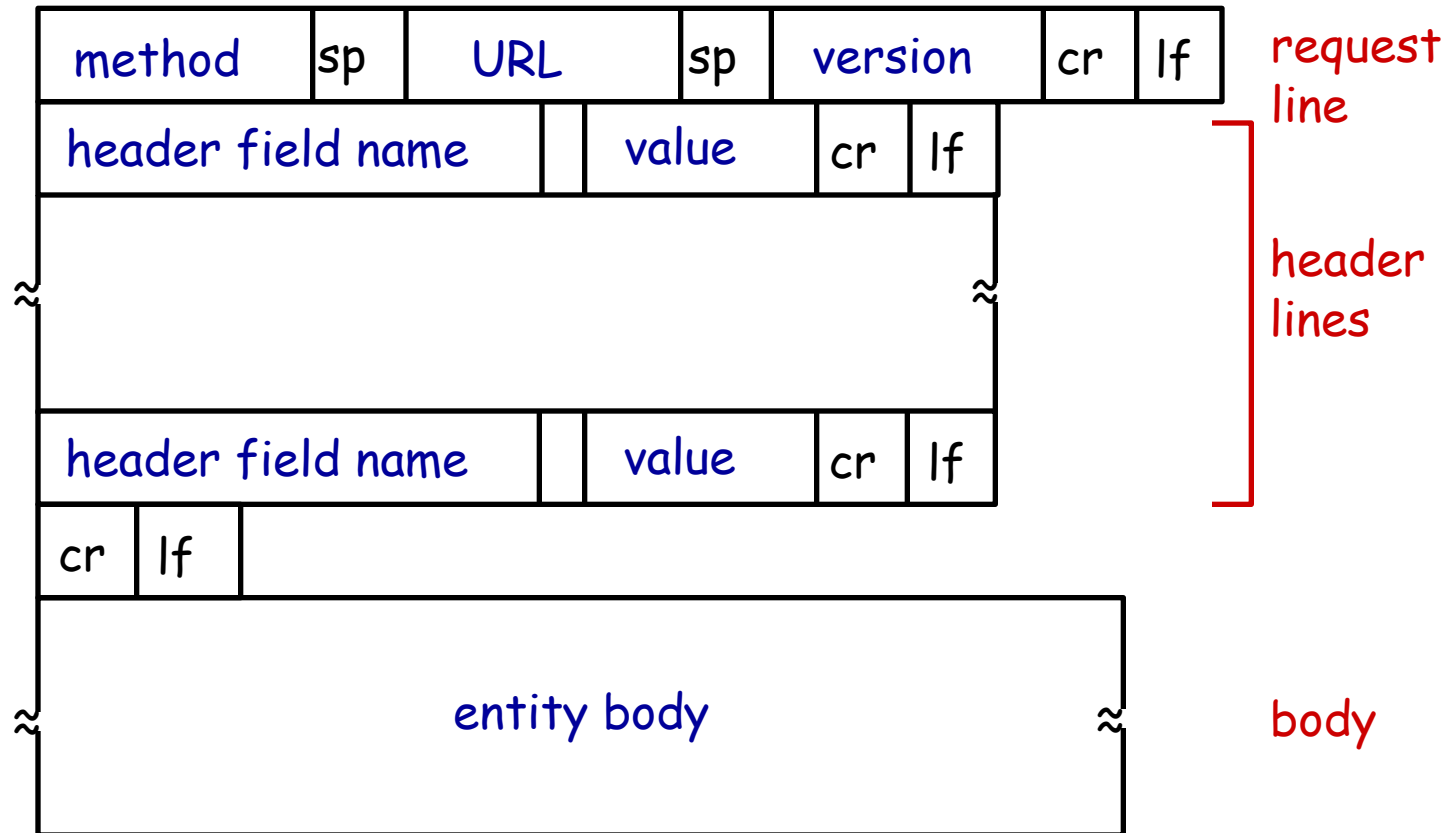 method sp URL sp version cr lf request
line
header field name value cr lf
header
lines
header field name value cr lf
cr lf
entity body body